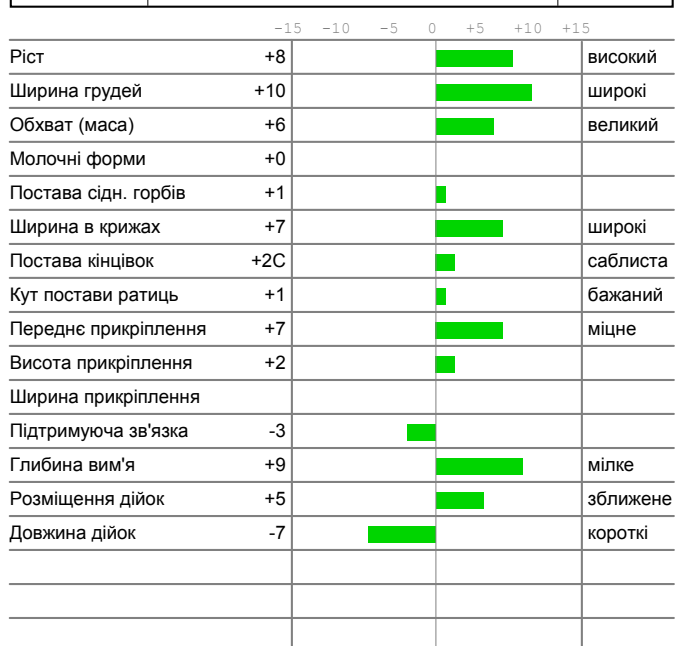 -15 -10 -5 0 +5 +10 +15
Ріст +8 високий
Ширина грудей +10 широкі
Обхват (маса) +6 великий
Молочні форми +0
Постава сідн. горбів +1
Ширина в крижах +7 широкі
Постава кінцівок +2C саблиста
Кут постави ратиць +1 бажаний
Переднє прикріплення +7 міцне
Висота прикріплення +2
Ширина прикріплення
Підтримуюча зв'язка -3
Глибина вим'я +9 мілке
Розміщення дійок +5 зближене
Довжина дійок -7 короткі